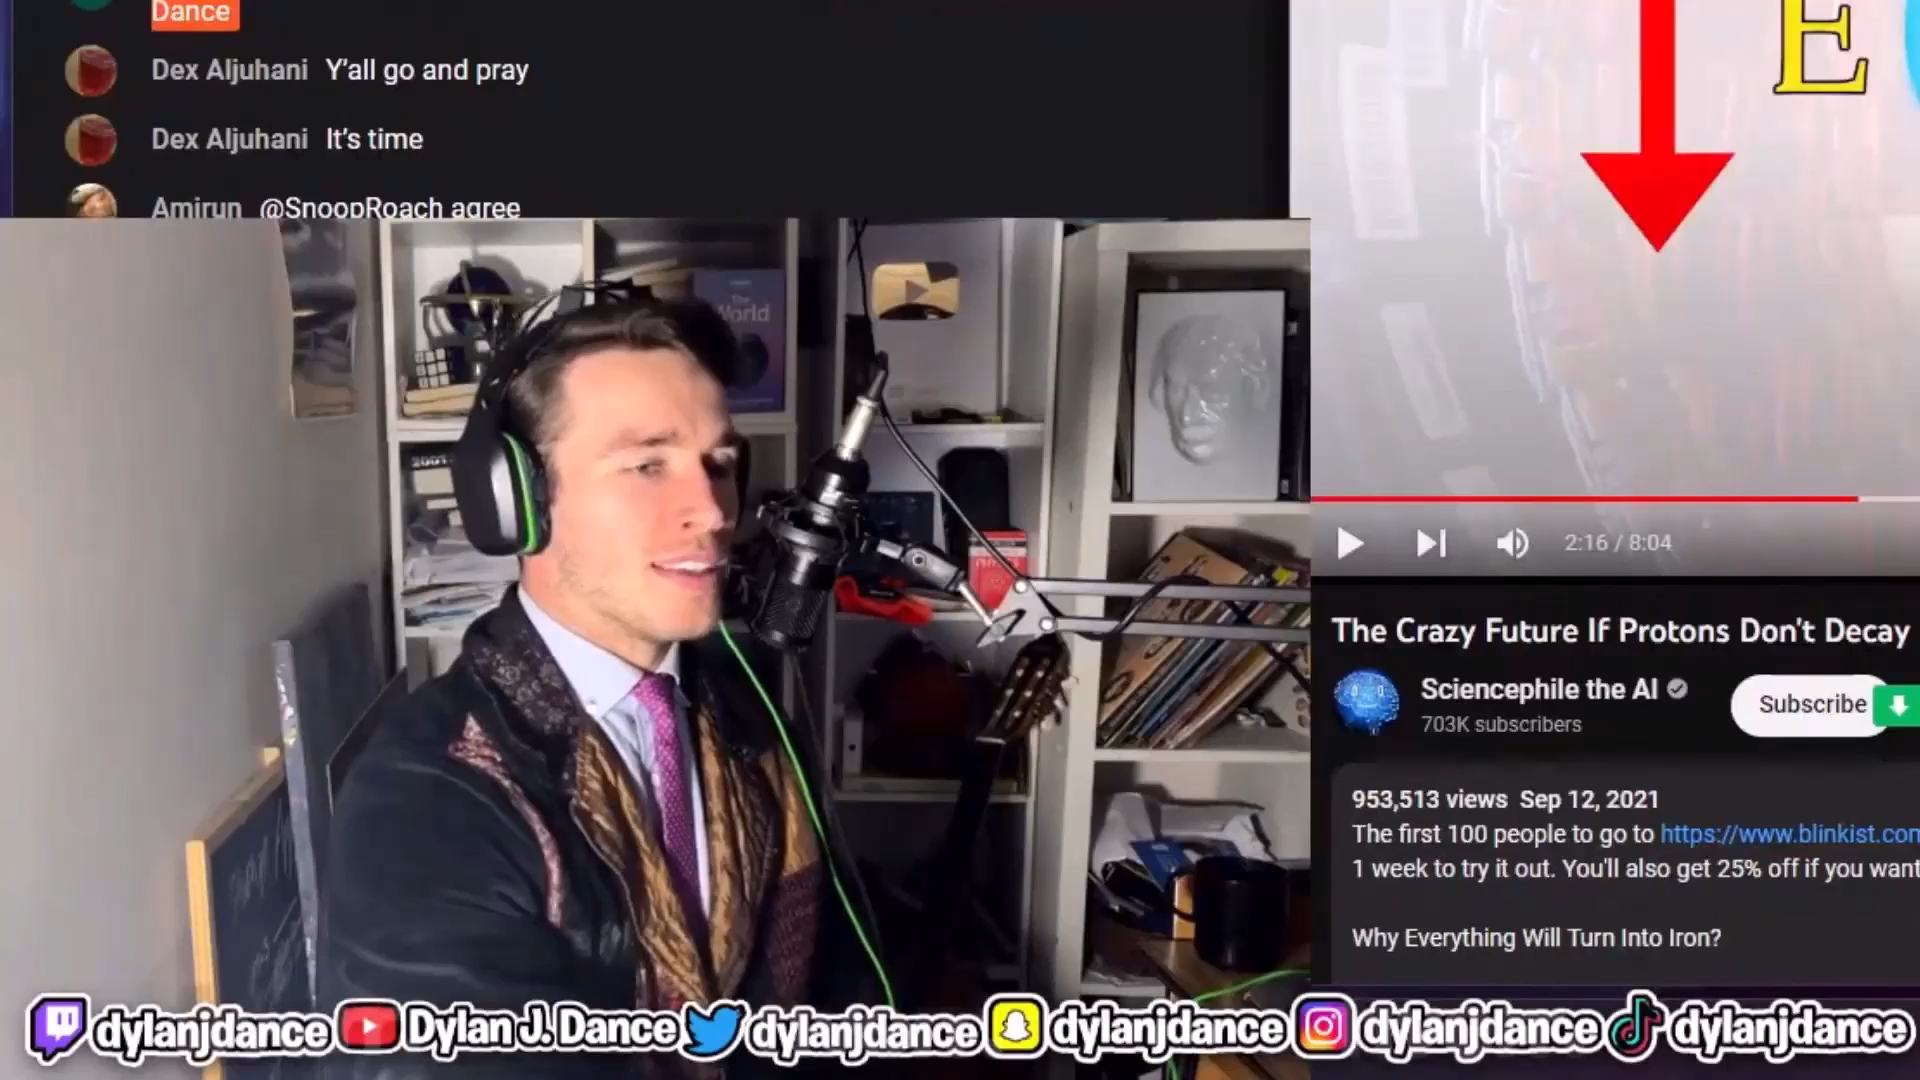 Dance
Dex Aljuhani Y'all go and pray
Dex Aljuhani It's time
Amirun @SnoopRoach agree
E
The
World
2001
2:16 / 8:04
The Crazy Future If Protons Don't Decay
Sciencephile the AI
703K subscribers
Subscribe
953,513 views Sep 12, 2021
The first 100 people to go to https://www.blinkist.com
1 week to try it out. You'll also get 25% off if you want
Why Everything Will Turn Into Iron?
dylanjdance Dylan J. Dance dylanjdance dylanjdance dylanjdance dylanjdance